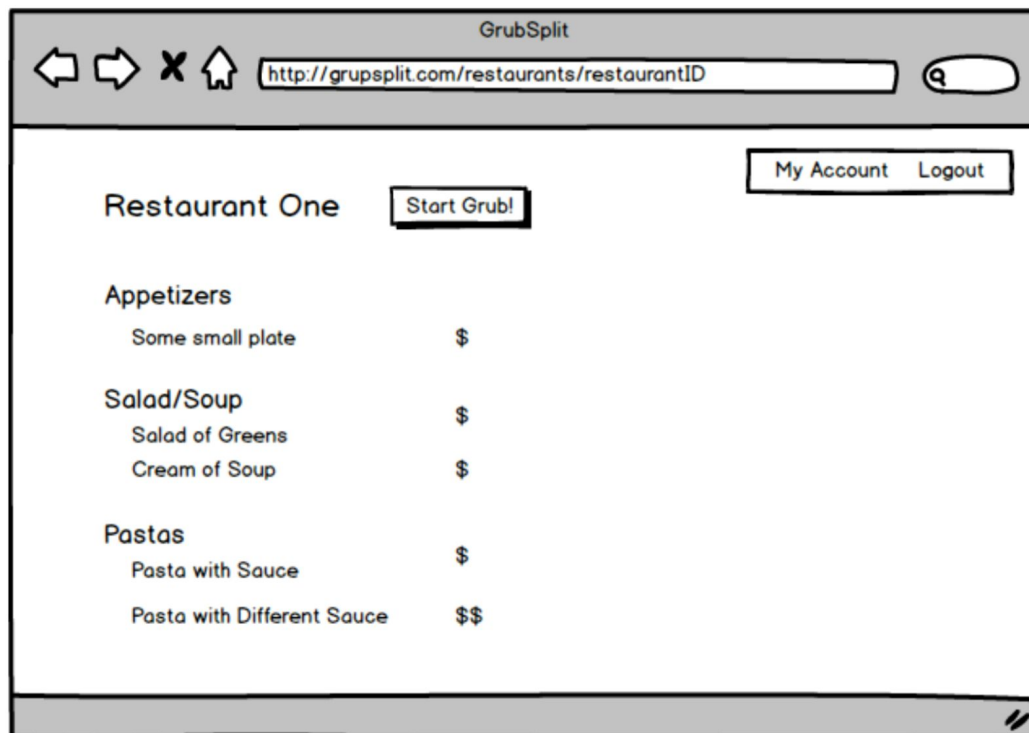 GrubSplit
http://grupsplit.com/restaurants/restaurantID
My Account Logout
Restaurant One Start Grub!
Appetizers
Some small plate $
Salad/Soup
$
Salad of Greens
Cream of Soup $
Pastas
$
Pasta with Sauce
Pasta with Different Sauce $$